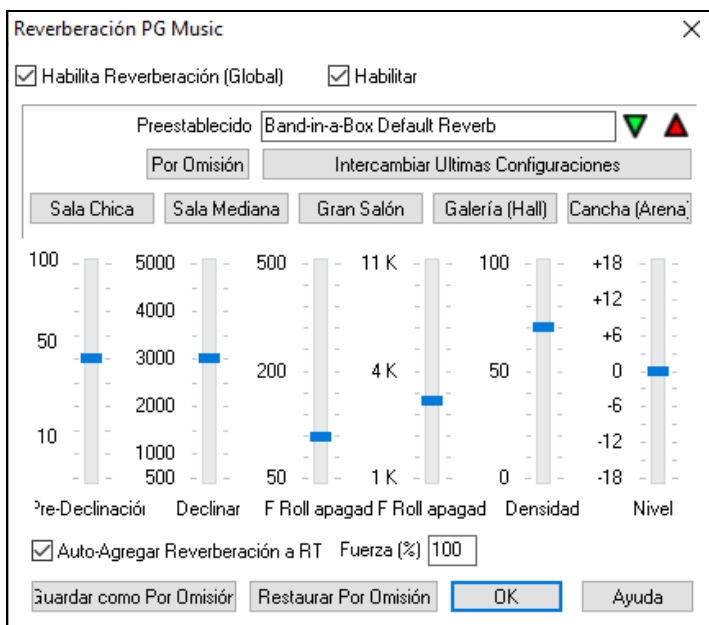 Reverberación PG Music
Habilita Reverberación (Global) Habilitar
Preestablecido Band-in-a-Box Default Reverb
Por Omisión Intercambiar Ultimas Configuraciones
Sala Chica Sala Mediana Gran Salón Galería (Hall) Cancha (Arena)
100 5000 500 11 K 100 +18
4000 +12
50 3000 200 4 K 50 +6
0
2000 -6
10 1000 -12
500 50 1 K 0 -18
Pre-Declinación Declinar F Roll apagad F Roll apagad Densidad Nivel
Auto-Agregar Reverberación a RT Fuerza (%) 100
Guardar como Por Omisión Restaurar Por Omisión OK Ayuda